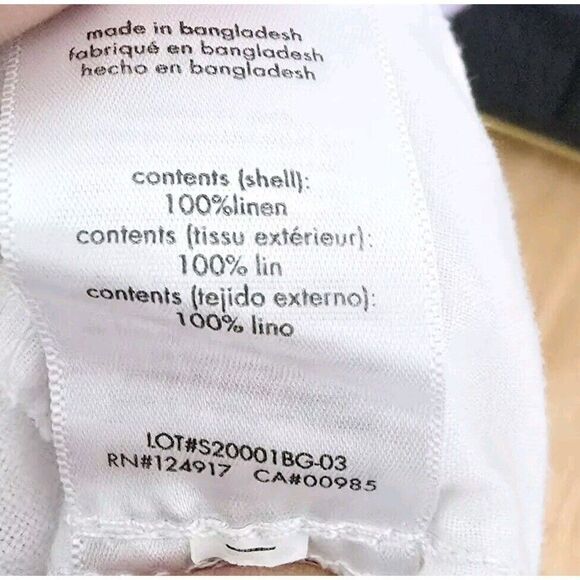 made in bangladesh
fabriqué en bangladesh
hecho en bangladesh
contents (shell):
100%linen
contents (tissu extérieur):
100% lin
contents (tejido externo):
100% lino
LOT#S20001BG-03
RN#124917 CA#00985